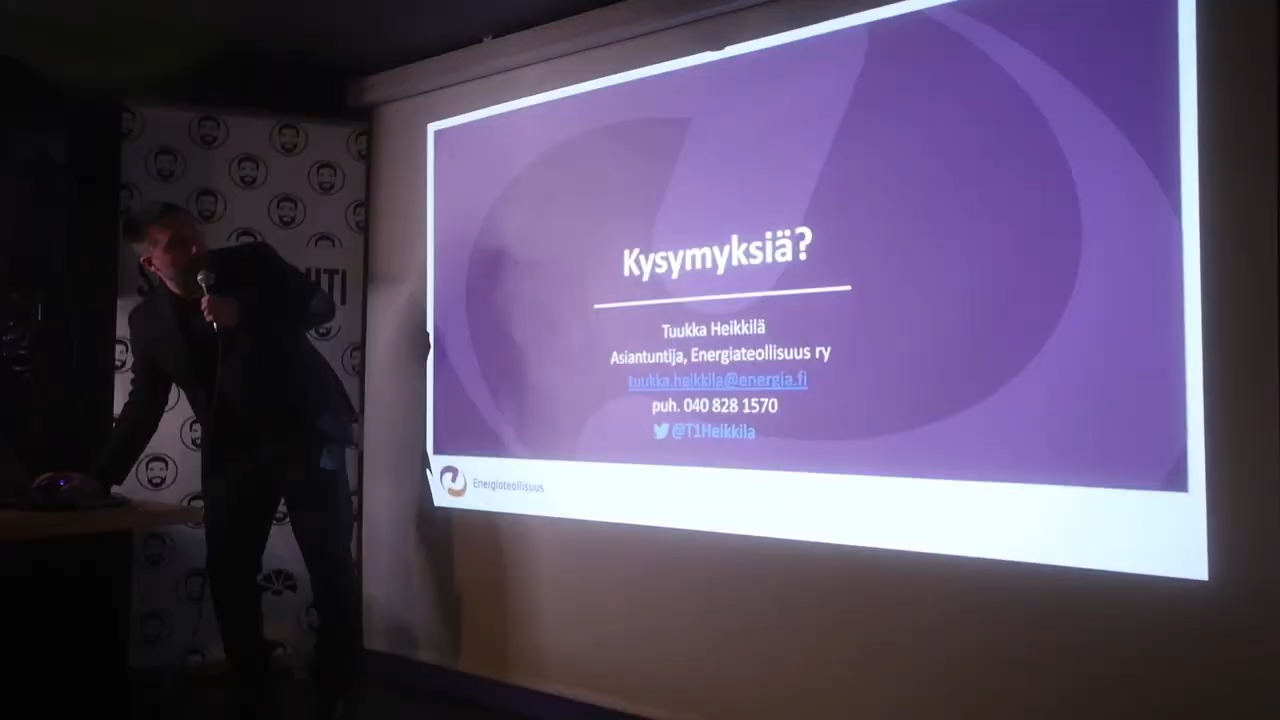 Kysymyksiä?
Tuukka Heikkilä
Asiantuntija, Energiateollisuus ry
tuukka.heikkila@energia.fi
puh. 040 828 1570
@T1Heikkila
Energiateollisuus